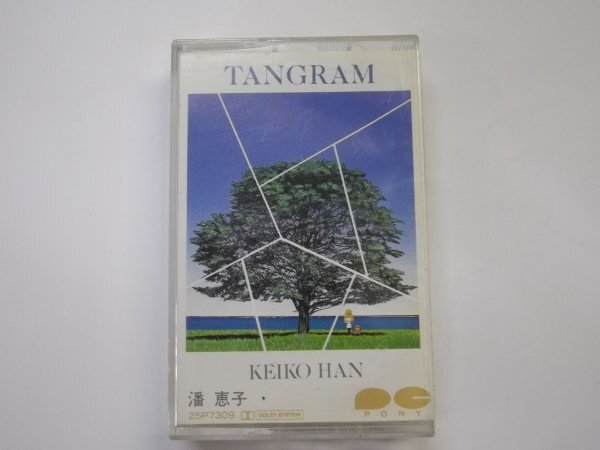 TANGRAM
KEIKO HAN
潘 恵子
25P7309 DOLBY SYSTEM
PONY